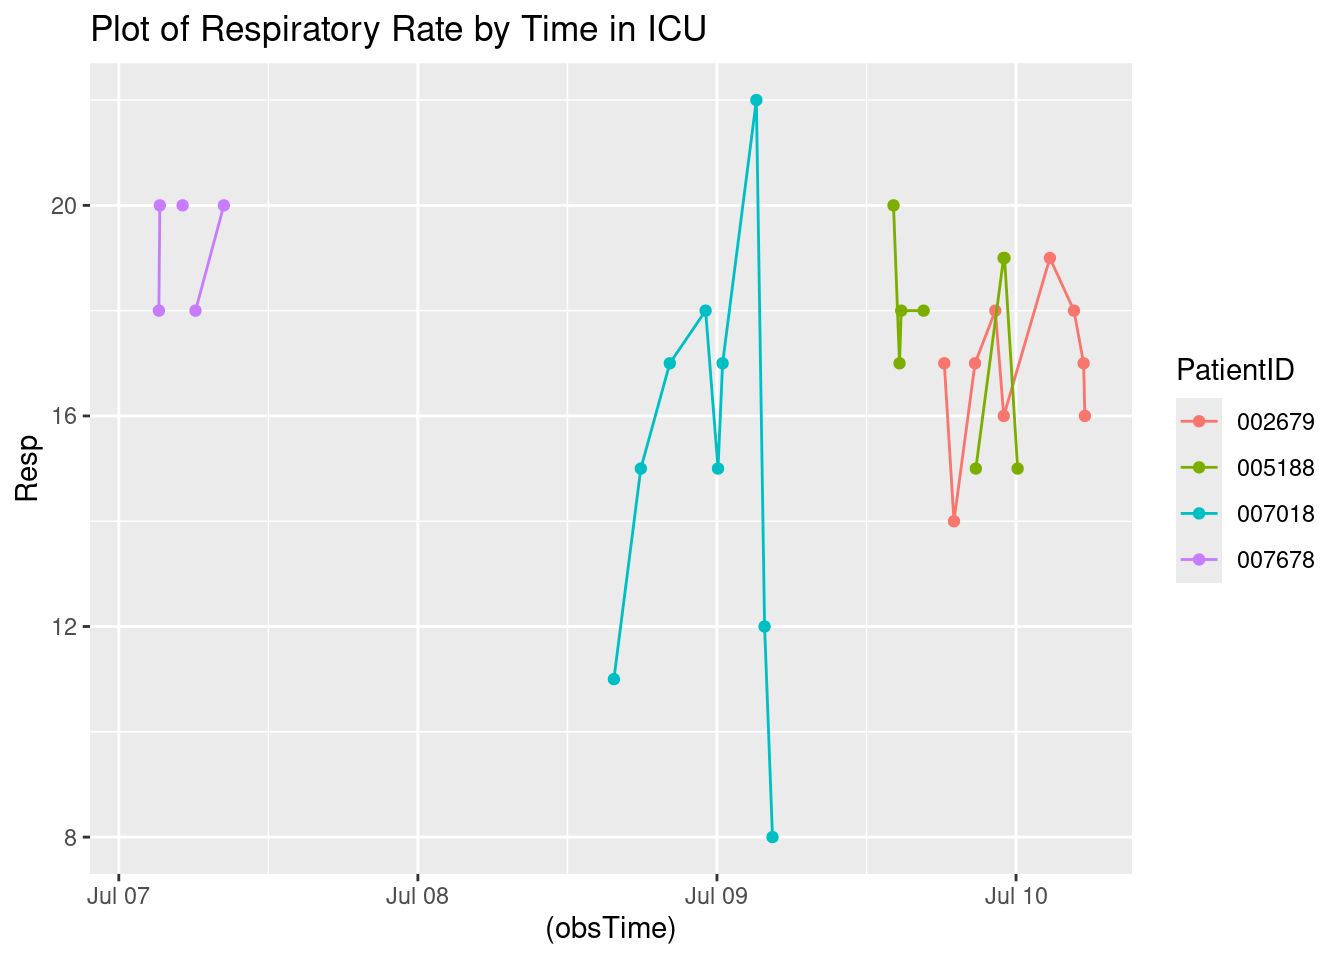 Plot of Respiratory Rate by Time in ICU
Resp
20
16
12
8
Jul 07
Jul 08
Jul 09
Jul 10
(obsTime)
PatientID
002679
005188
007018
007678